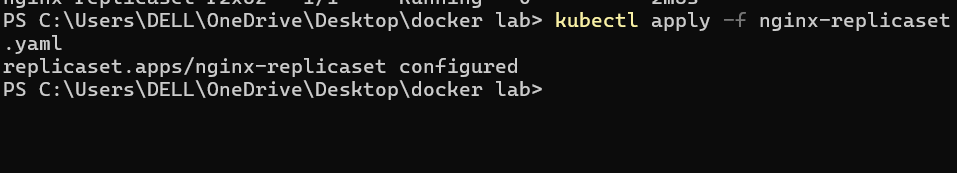 PS C:\Users\DELL\OneDrive\Desktop\docker lab> kubectl apply -f nginx-replicaset
.yaml
replicaset.apps/nginx-replicaset configured
PS C:\Users\DELL\OneDrive\Desktop\docker lab>